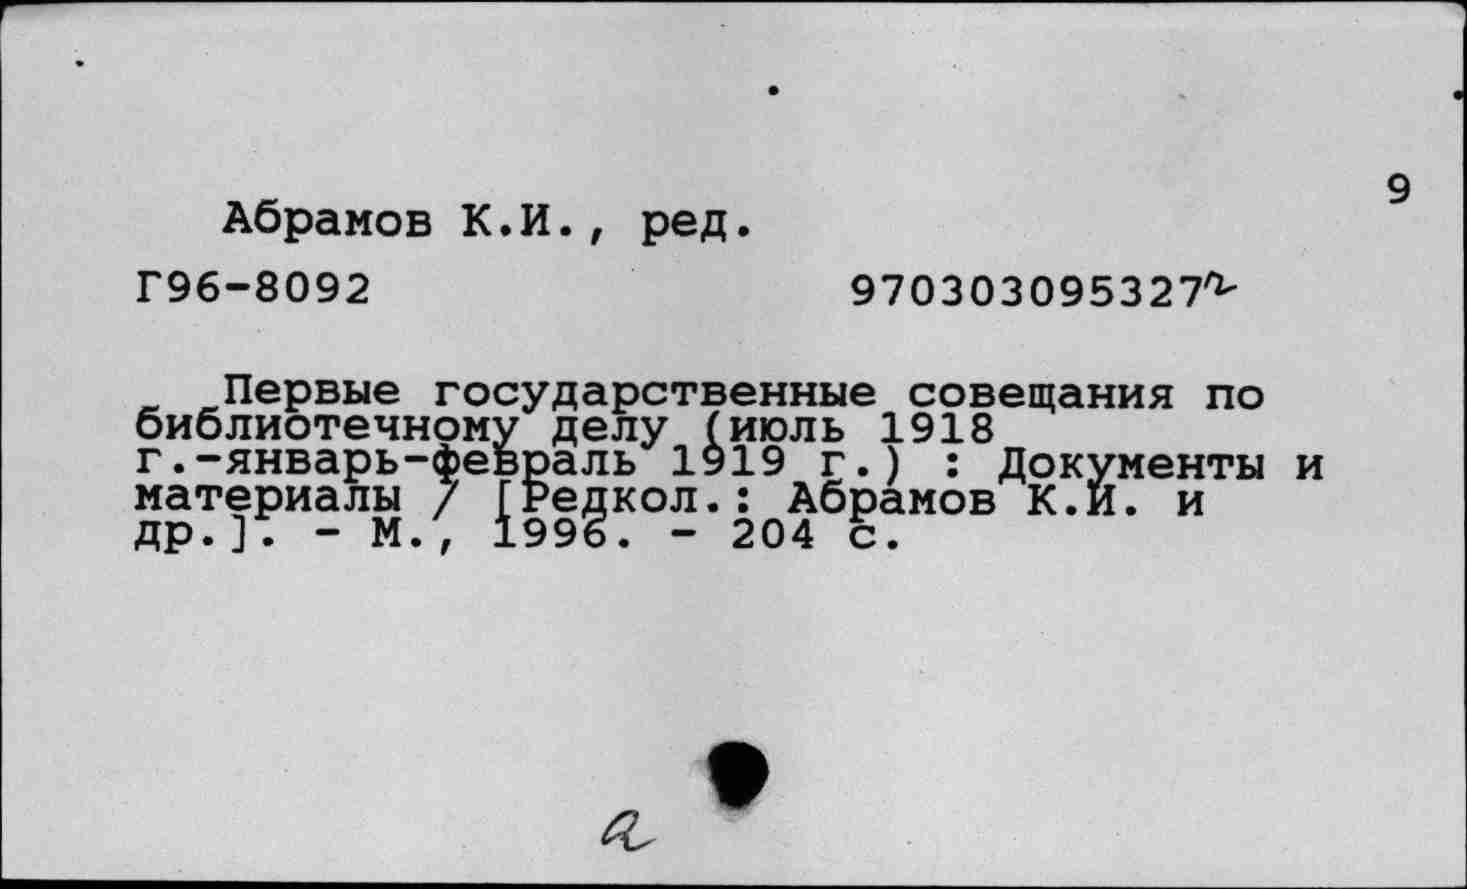 9
Абрамов К.И., ред.
Г96-8092 970303095327
Первые государственные совещания по
библиотечному делу (июль 1918
г.-январь-февраль 1919 г.) : Документы и
материалы / [Редкол.: Абрамов К.И. и
др.]. - М., 1996. - 204 с.